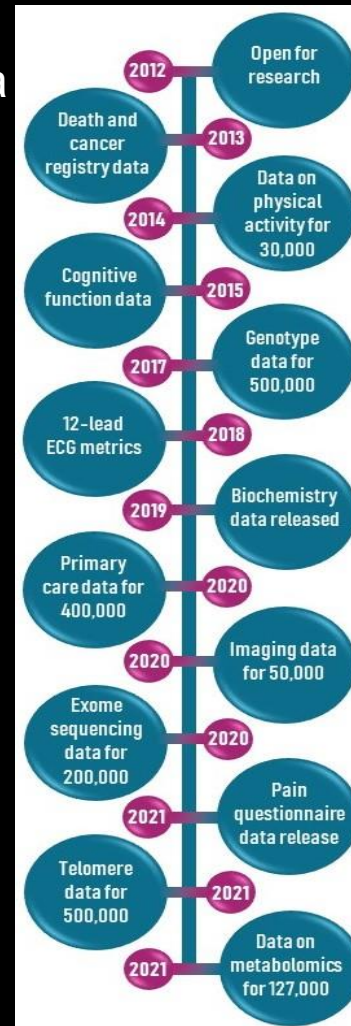 a
2012
Open for
research
Death and
cancer
registry data
2013
2014
Data on
physical
activity for
30,000
Cognitive
function data
2015
2017
Genotype
data for
500,000
12-lead
ECG metrics
2018
2019
Biochemistry
data released
Primary
care data for
400,000
2020
2020
Imaging data
for 50,000
Exome
sequencing
data for
200,000
2020
2021
Pain
questionnaire
data release
Telomere
data for
500,000
2021
2021
Data on
metabolomics
for 127,000